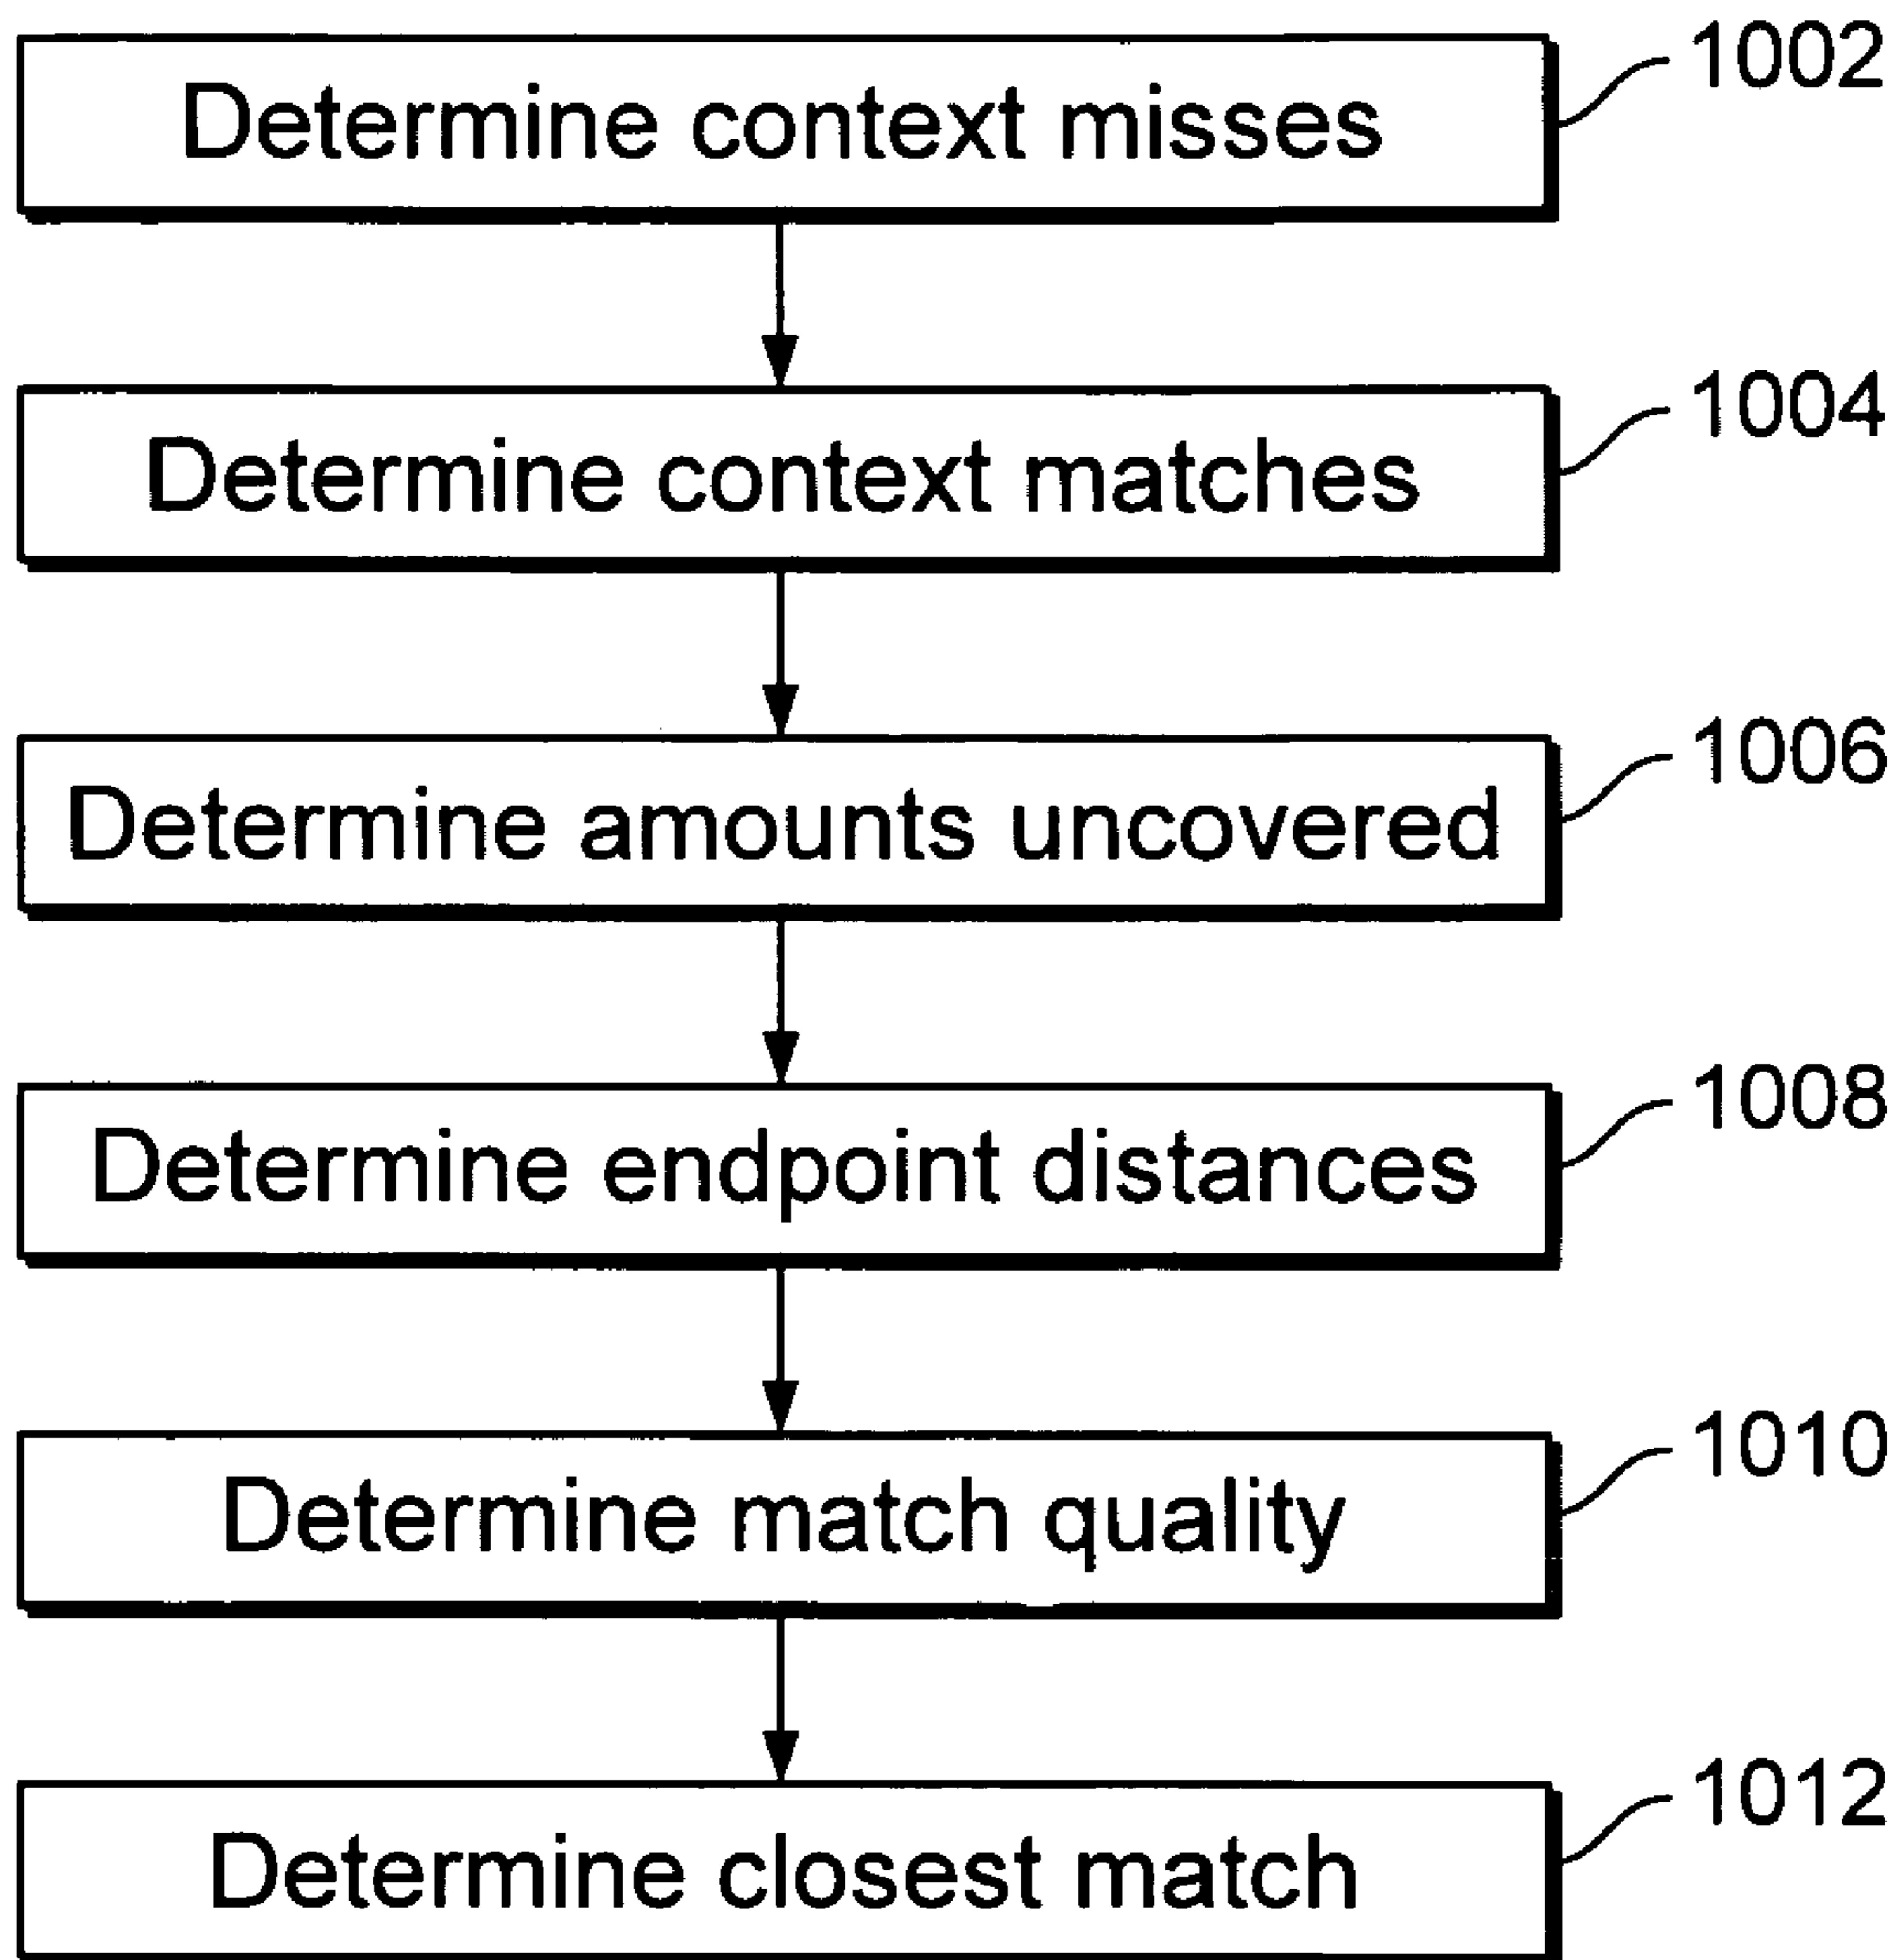 Determine context misses
1002
Determine context matches
1004
Determine amounts uncovered
1006
Determine endpoint distances
1008
Determine match quality
1010
Determine closest match
1012